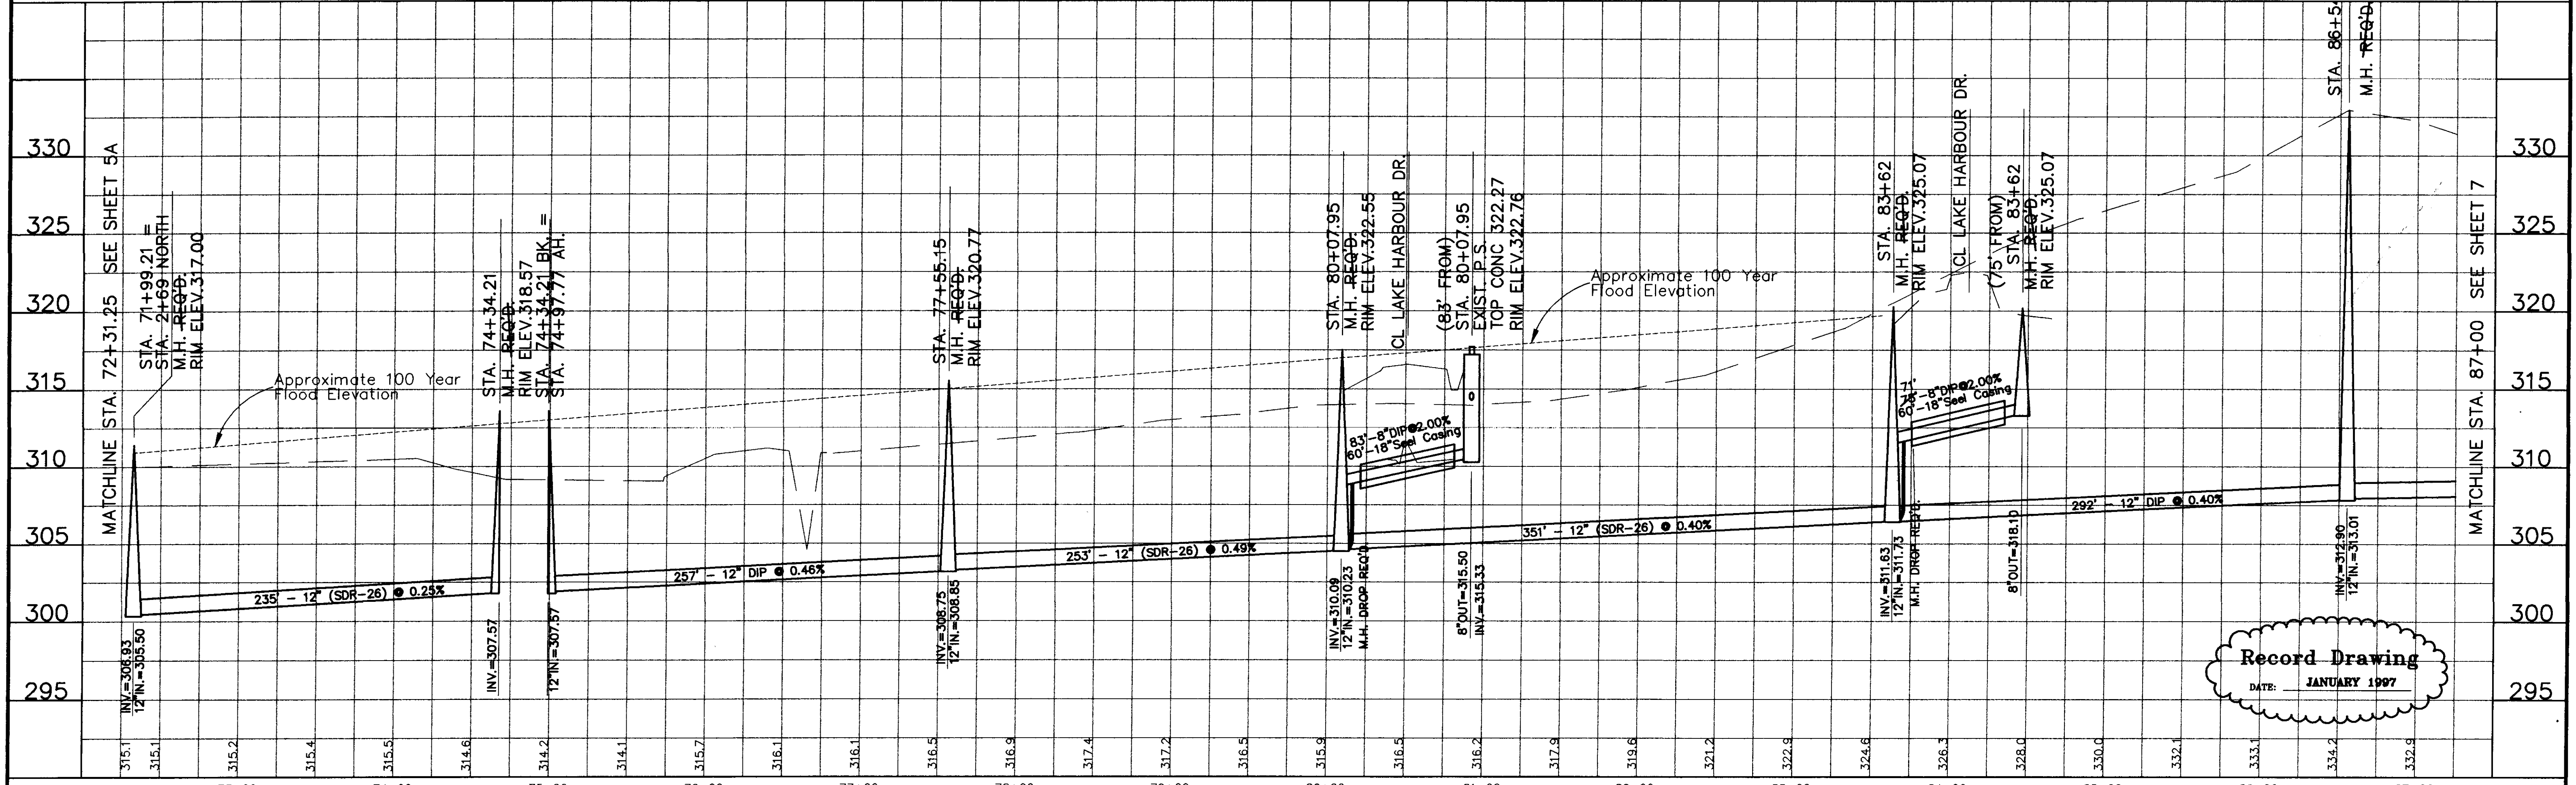 330
325
320
315
310
305
300
295
MATCHLINE STA. 72+31.25 SEE SHEET 5A
STA. 71+99.21 =
STA. 2+69 NORTH
M.H. REQ'D.
RIM ELEV.317.00
Approximate 100 Year
Flood Elevation
STA. 74+34.21
M.H. REQ'D.
RIM ELEV.318.57
STA. 74+34.21 BK. =
STA. 74+97.77 AH.
STA. 77+55.15
M.H. REQ'D.
RIM ELEV.320.77
STA. 80+07.95
M.H. REQ'D.
RIM ELEV.322.55
CL LAKE HARBOUR DR.
(83' FROM)
STA. 80+07.95
EXIST. P.S.
TOP CONC 322.27
RIM ELEV.322.76
Approximate 100 Year
Flood Elevation
STA. 83+62
M.H. REQ'D.
RIM ELEV.325.07
CL LAKE HARBOUR DR.
(75' FROM)
STA. 83+62
M.H. REQ'D.
RIM ELEV.325.07
STA. 86+5
M.H. REQ'D.
MATCHLINE STA. 87+00 SEE SHEET 7
330
325
320
315
310
305
300
295
83'-8"DIP@2.00%
60'-18"Seel Casing
71'
75'-8"DIP@2.00%
60'-18"Seel Casing
235' - 12" (SDR-26) @ 0.25%
257' - 12" DIP @ 0.46%
253' - 12" (SDR-26) @ 0.49%
351' - 12" (SDR-26) @ 0.40%
292' - 12" DIP @ 0.40%
INV.=306.93
12"IN.=305.50
INV.=307.57
12"IN.=307.57
INV.=308.75
12"IN.=308.85
INV.=310.09
12"IN.=310.23
M.H. DROP REQ'D.
8"OUT=315.50
INV.=315.33
INV.=311.63
12"IN.=311.73
M.H. DROP REQ'D.
8"OUT=318.10
INV.=312.90
12"IN.=313.01
Record Drawing
DATE: JANUARY 1997
315.1
315.1
315.2
315.4
315.5
314.6
314.2
314.1
315.7
316.1
316.1
316.5
316.9
317.4
317.2
316.5
315.9
316.5
316.2
317.9
319.6
321.2
322.9
324.6
326.3
328.0
330.0
332.1
333.1
334.2
332.9